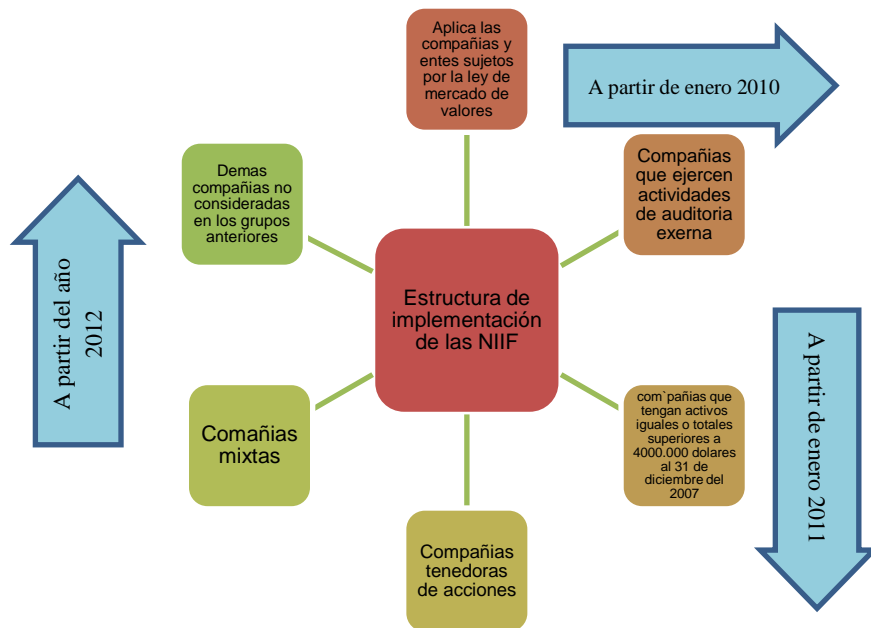 Aplica las
compañias y
entes sujetos
por la ley de
mercado de
valores
A partir de enero 2010
Compañias
que ejercen
actividades
de auditoria
exerna
Demas
compañias no
consideradas
en los grupos
anteriores
Estructura de
implementación
de las NIIF
A partir del año
2012
Comañias
mixtas
com`pañias que
tengan activos
iguales o totales
superiores a
4000.000 dolares
al 31 de
diciembre del
2007
A partir de enero 2011
Compañias
tenedoras
de acciones